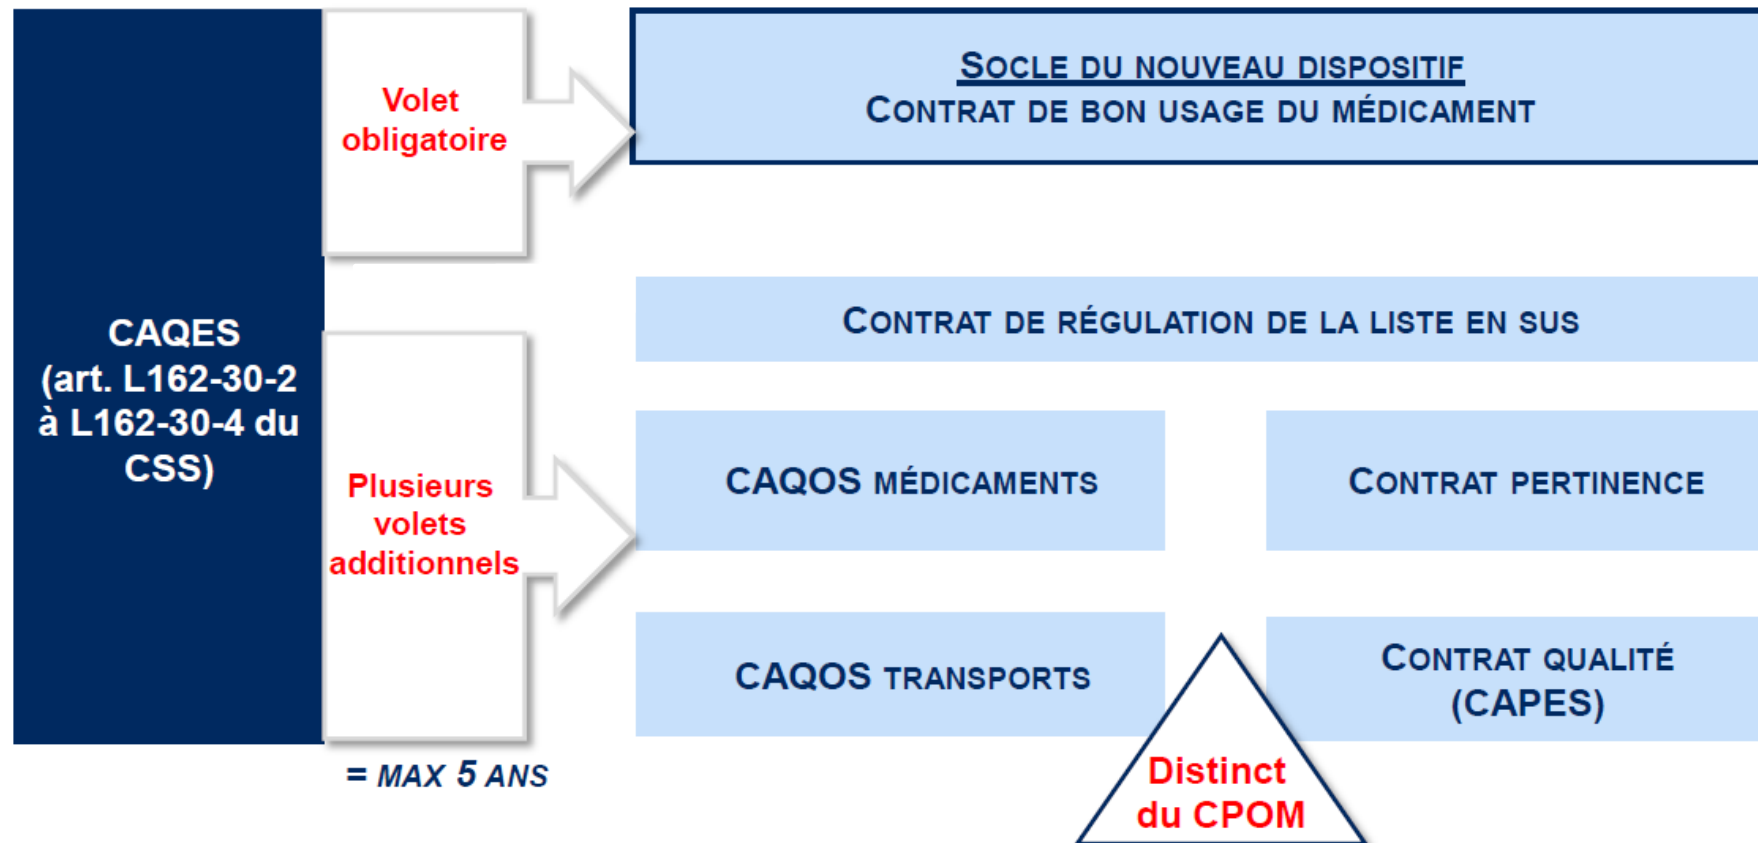 Volet
obligatoire
SOCLE DU NOUVEAU DISPOSITIF
CONTRAT DE BON USAGE DU MÉDICAMENT
CAQES
(art. L162-30-2
à L162-30-4 du
CSS)
Plusieurs
volets
additionnels
= MAX 5 ANS
CONTRAT DE RÉGULATION DE LA LISTE EN SUS
CAQOS MÉDICAMENTS
CONTRAT PERTINENCE
CAQOS TRANSPORTS
CONTRAT QUALITÉ
(CAPES)
Distinct
du CPOM